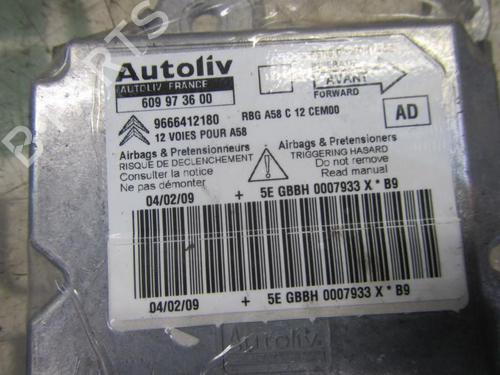 Autoliv
AUTOLIV FRANCE
609 97 36 00
AVANT
FORWARD
9666412180
RBG A58 C 12 CEM00
12 VOIES POUR A58
AD
Airbags & Pretensionneurs
RISQUE DE DECLENCHEMENT
Consulter la notice
Ne pas démonter
Airbags & Pretensioners
TRIGGERING HASARD
Do not remove
Read manual
04/02/09 + 5E GBBH 0007933 X * B9
04/02/09 + 5E GBBH 0007933 X * B9
Autoliv